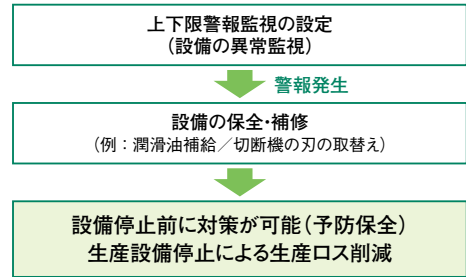 上下限警報監視の設定
(設備の異常監視)
警報発生
設備の保全・補修
(例：潤滑油補給／切断機の刃の取替え)
設備停止前に対策が可能(予防保全)
生産設備停止による生産ロス削減